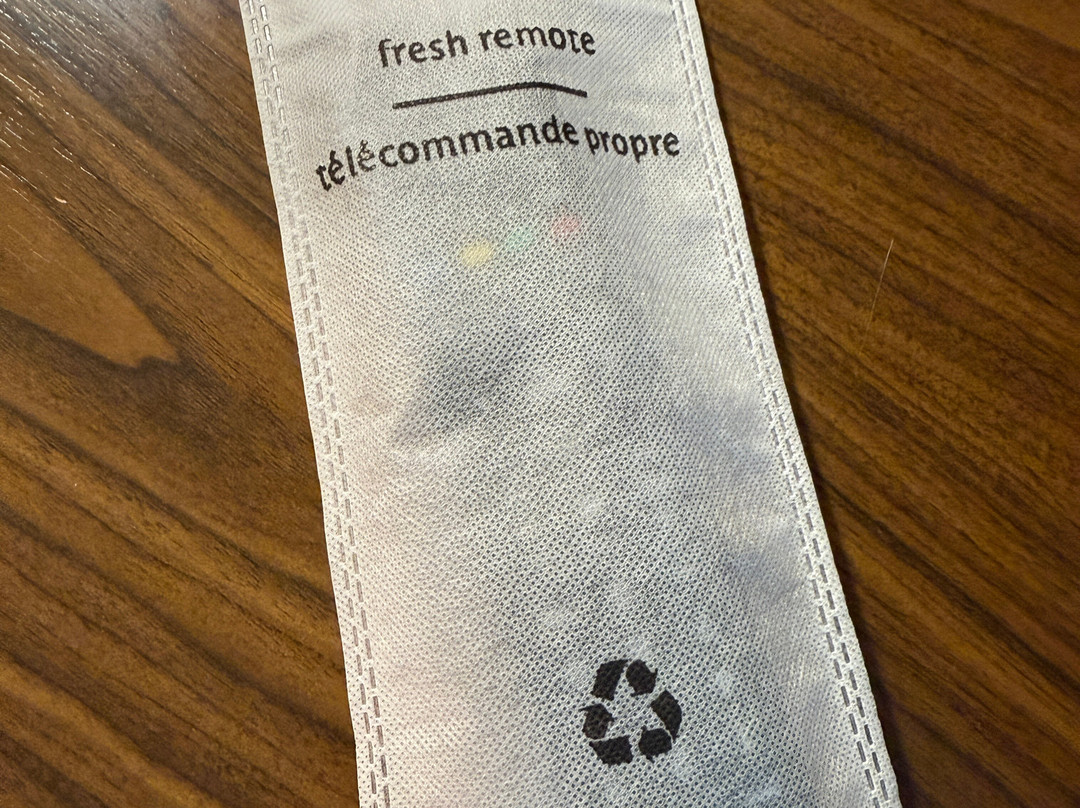 fresh remote
télécommande propre